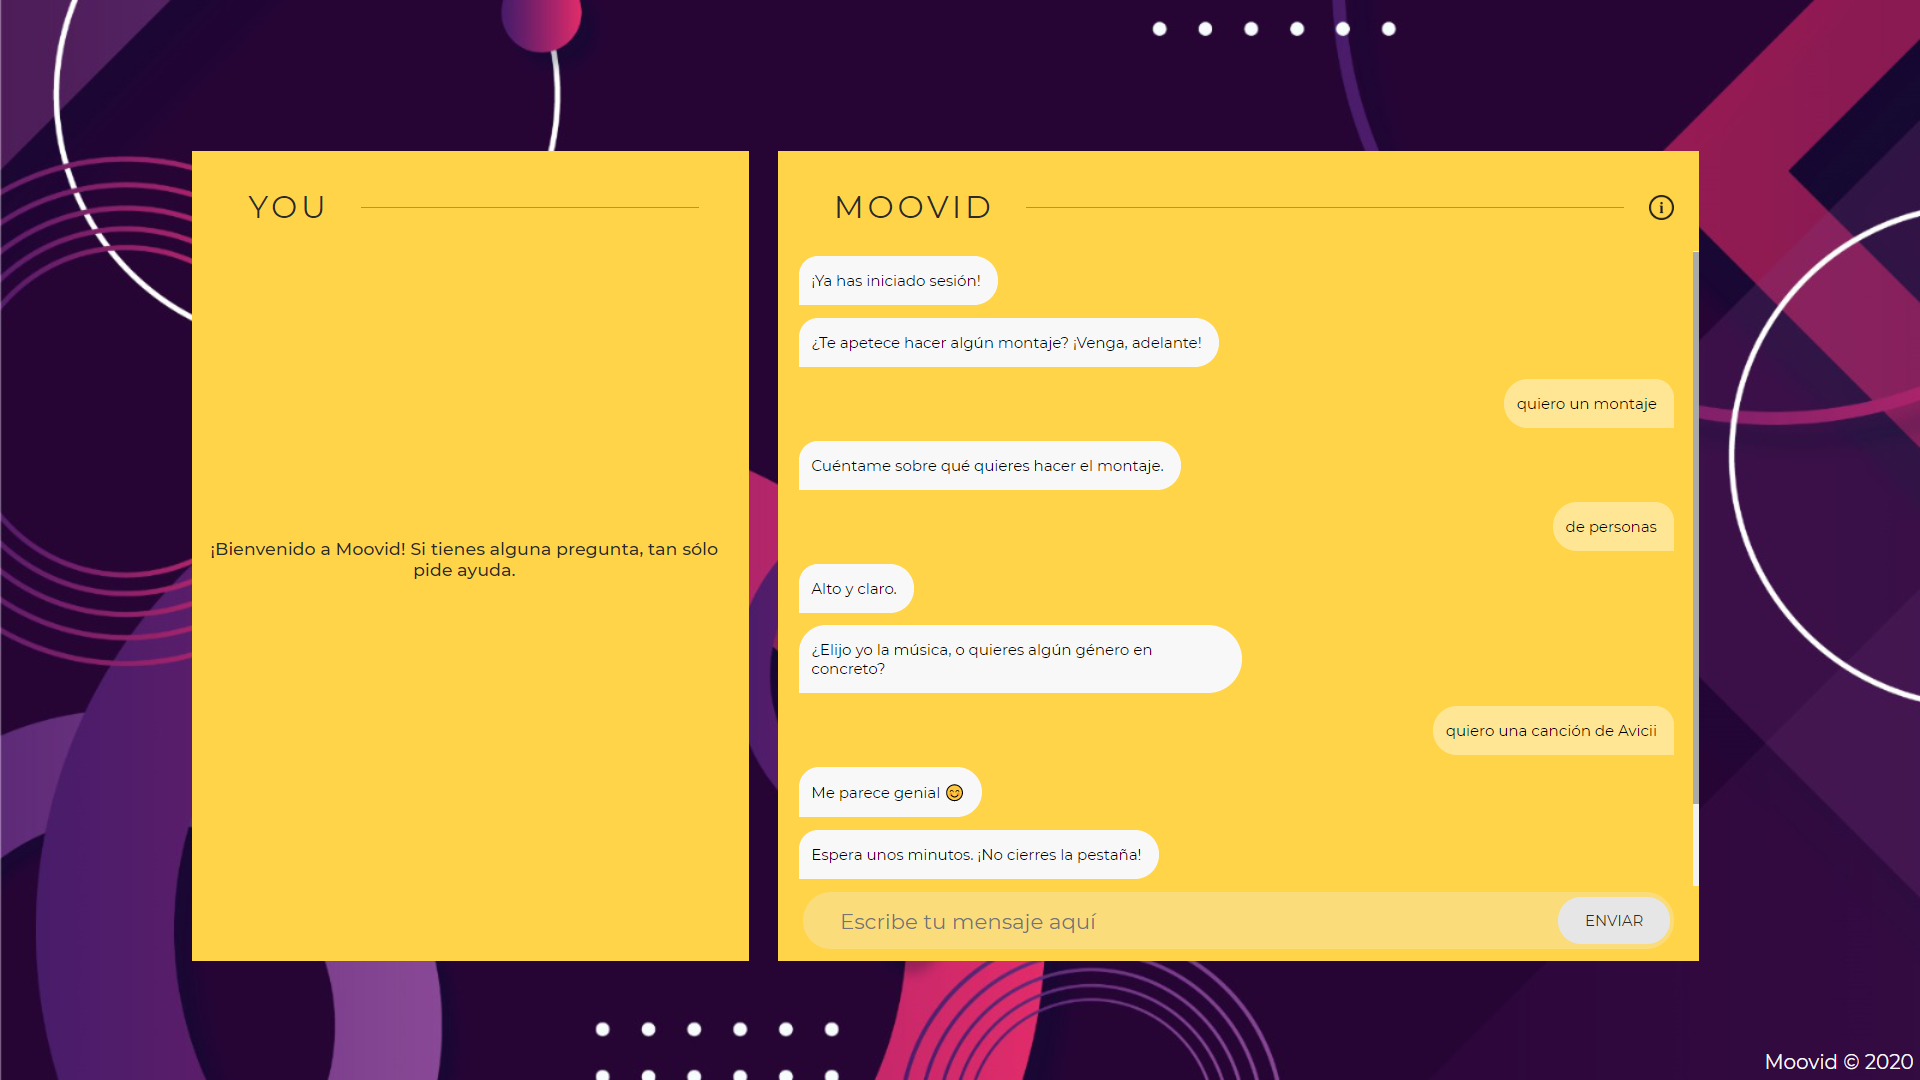 YOU
¡Bienvenido a Moovid! Si tienes alguna pregunta, tan sólo
pide ayuda.
MOOVID
¡Ya has iniciado sesión!
¿Te apetece hacer algún montaje? ¡Venga, adelante!
quiero un montaje
Cuéntame sobre qué quieres hacer el montaje.
de personas
Alto y claro.
¿Elijo yo la música, o quieres algún género en
concreto?
quiero una canción de Avicii
Me parece genial 😊
Espera unos minutos. ¡No cierres la pestaña!
Escribe tu mensaje aquí
ENVIAR
Moovid © 2020